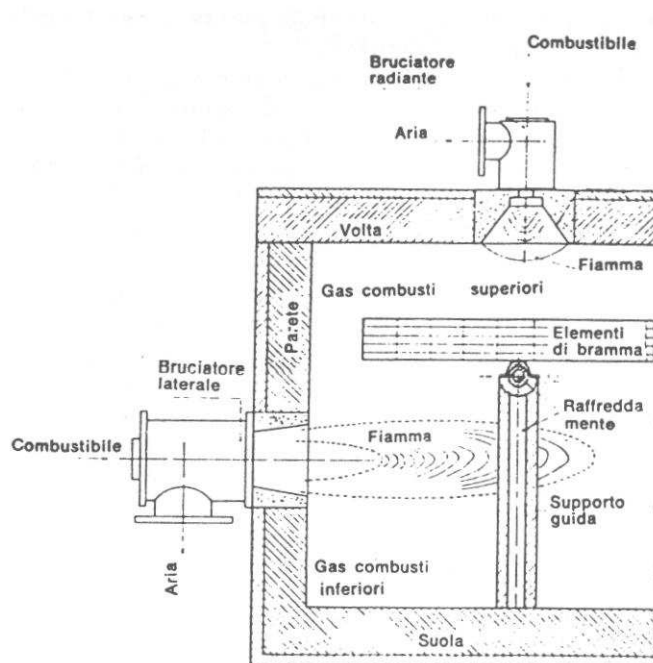 Combustibile
Bruciatore
radiante
Aria
Volta
Fiamma
Gas combusti superiori
Parete
Elementi
di bramma
Bruciatore
laterale
Raffredda
mente
Combustibile
Fiamma
Supporto
guida
Aria
Gas combusti
inferiori
Suola